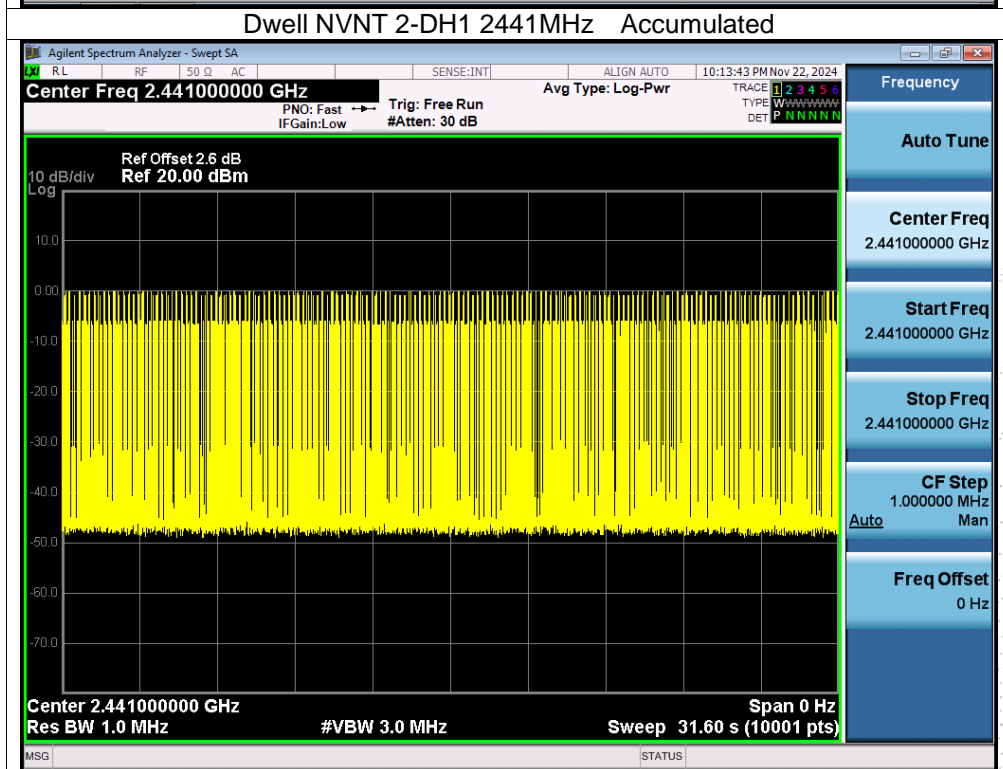 Dwell NVNT 2-DH1 2441MHz Accumulated
Agilent Spectrum Analyzer - Swept SA
LXI RL RF 50 Ω AC SENSE:INT ALIGN AUTO 10:13:43 PM Nov 22, 2024
Center Freq 2.441000000 GHz
PNO: Fast
IFGain:Low
Trig: Free Run
#Atten: 30 dB
Avg Type: Log-Pwr
TRACE 1 2 3 4 5 6
TYPE WWWWWWW
DET P N N N N N
Frequency
Auto Tune
Center Freq
2.441000000 GHz
Start Freq
2.441000000 GHz
Stop Freq
2.441000000 GHz
CF Step
1.000000 MHz
Auto Man
Freq Offset
0 Hz
Ref Offset 2.6 dB
10 dB/div Ref 20.00 dBm
Log
10.0
0.00
-10.0
-20.0
-30.0
-40.0
-50.0
-60.0
-70.0
Center 2.441000000 GHz Span 0 Hz
Res BW 1.0 MHz #VBW 3.0 MHz Sweep 31.60 s (10001 pts)
MSG STATUS